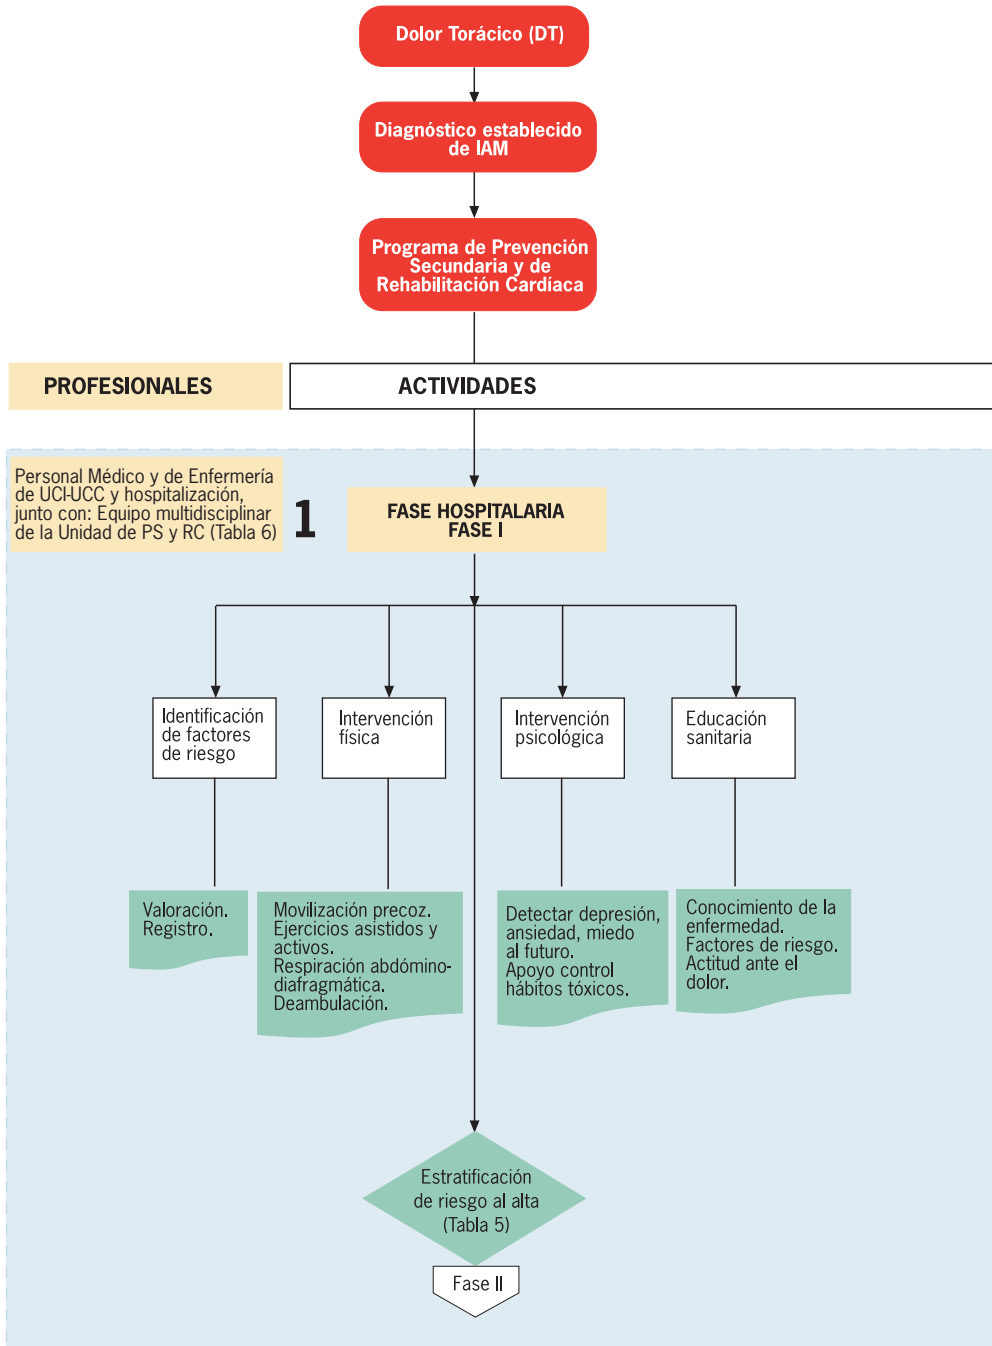 Dolor Torácico (DT)
Diagnóstico establecido
de IAM
Programa de Prevención
Secundaria y de
Rehabilitación Cardíaca
PROFESIONALES
ACTIVIDADES
Personal Médico y de Enfermería
de UCI-UCC y hospitalización,
junto con: Equipo multidisciplinar
de la Unidad de PS y RC (Tabla 6)
1
FASE HOSPITALARIA
FASE I
Identificación
de factores
de riesgo
Intervención
física
Intervención
psicológica
Educación
sanitaria
Valoración.
Registro.
Movilización precoz.
Ejercicios asistidos y
activos.
Respiración abdómino-
diafragmática.
Deambulación.
Detectar depresión,
ansiedad, miedo
al futuro.
Apoyo control
hábitos tóxicos.
Conocimiento de la
enfermedad.
Factores de riesgo.
Actitud ante el
dolor.
Estratificación
de riesgo al alta
(Tabla 5)
Fase II